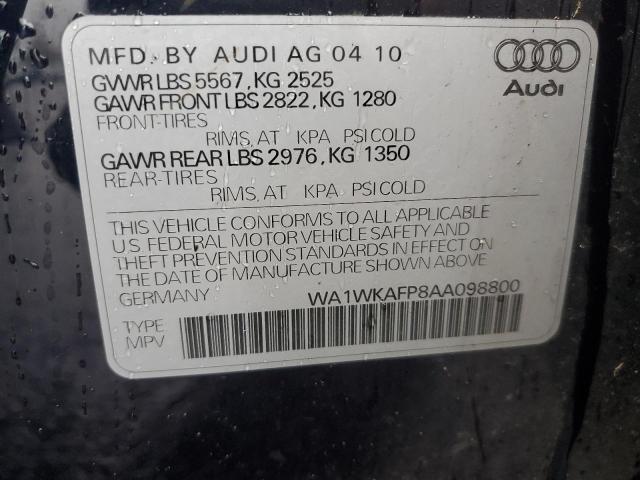 MFD. BY AUDI AG 04 10
GVWR LBS 5567, KG 2525
GAWR FRONT LBS 2822, KG 1280
FRONT-TIRES
RIMS, AT KPA PSI COLD
GAWR REAR LBS 2976, KG 1350
REAR-TIRES
RIMS, AT KPA PSI COLD
THIS VEHICLE CONFORMS TO ALL APPLICABLE
U.S. FEDERAL MOTOR VEHICLE SAFETY AND
THEFT PREVENTION STANDARDS IN EFFECT ON
THE DATE OF MANUFACTURE SHOWN ABOVE
GERMANY WA1WKAFP8AA098800
TYPE
MPV
Audi